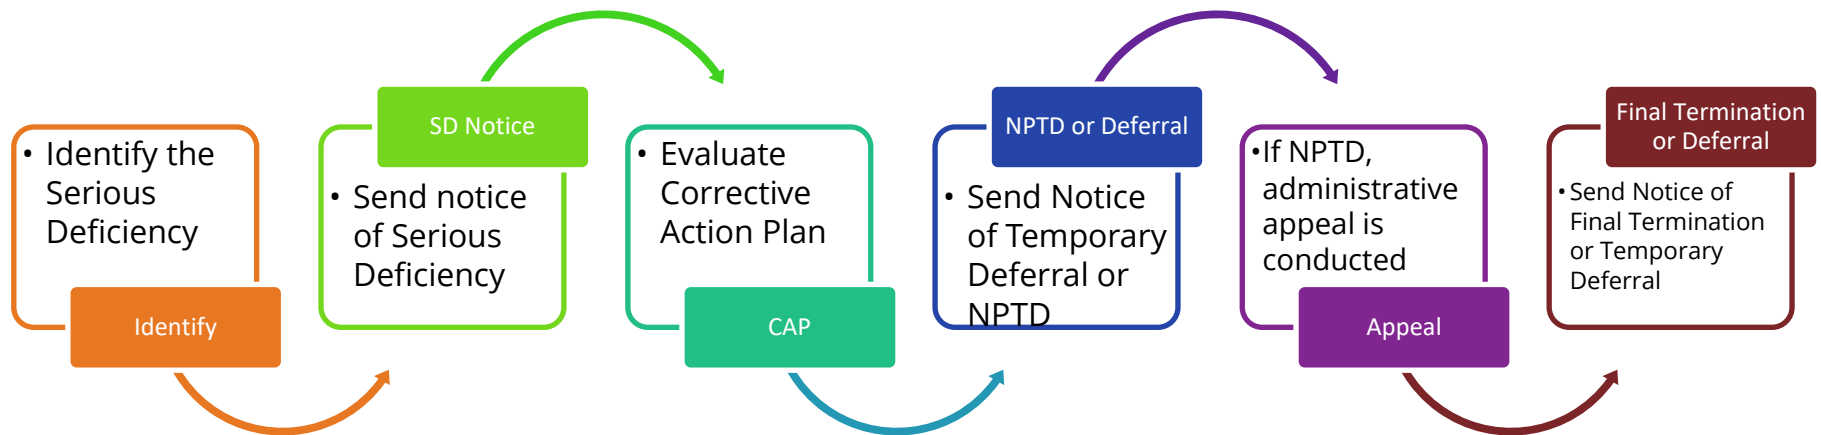 • Identify the
Serious
Deficiency
Identify
SD Notice
• Send notice
of Serious
Deficiency
• Evaluate
Corrective
Action Plan
CAP
NPTD or Deferral
• Send Notice
of Temporary
Deferral or
NPTD
•If NPTD,
administrative
appeal is
conducted
Appeal
Final Termination
or Deferral
• Send Notice of
Final Termination
or Temporary
Deferral